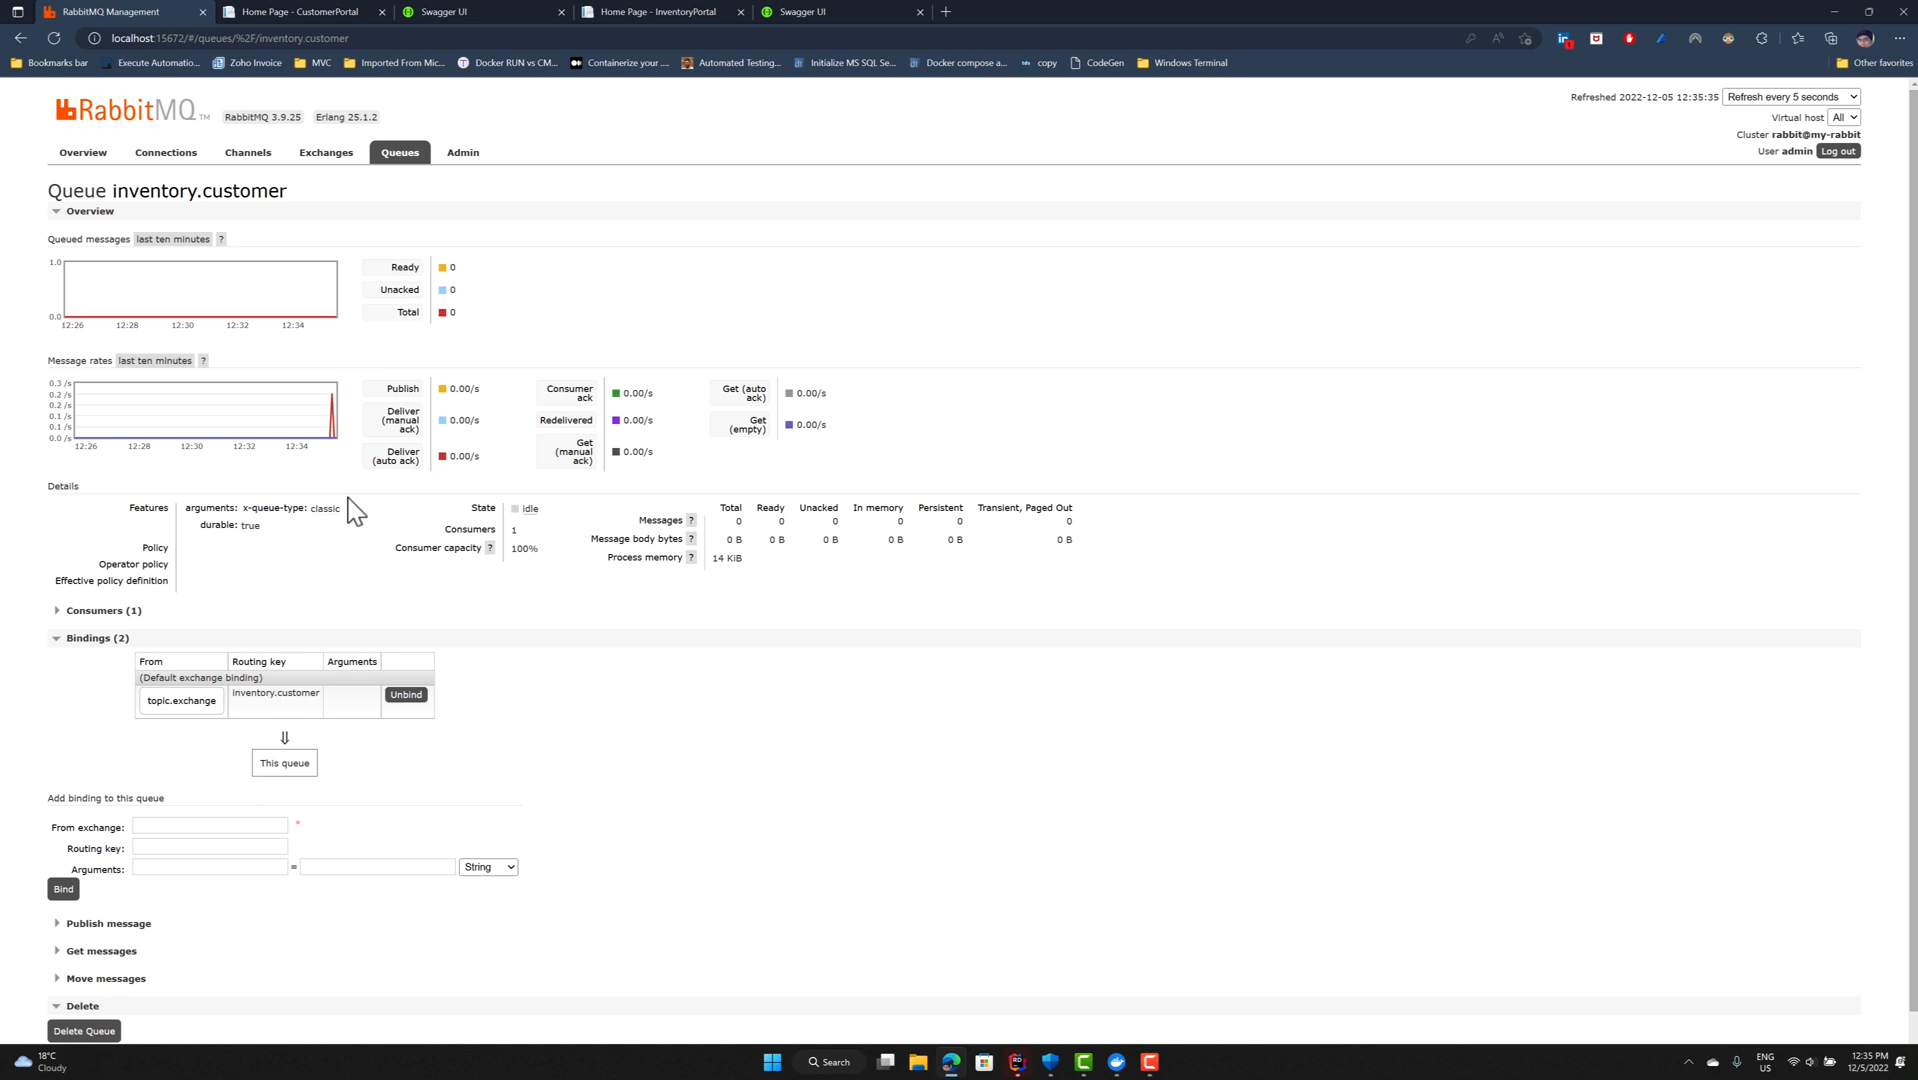 RabbitMQ Management
Home Page - CustomerPortal
Swagger UI
Home Page - InventoryPortal
Swagger UI
localhost:15672/#/queues/%2F/inventory.customer
Bookmarks bar
Execute Automatio...
Zoho Invoice
MVC
Imported From Mic...
Docker RUN vs CM...
Containerize your ....
Automated Testing...
Initialize MS SQL Se...
Docker compose a...
copy
CodeGen
Windows Terminal
Other favorites
RabbitMQ TM
RabbitMQ 3.9.25
Erlang 25.1.2
Refreshed 2022-12-05 12:35:35
Refresh every 5 seconds
Virtual host All
Cluster rabbit@my-rabbit
User admin Log out
Overview
Connections
Channels
Exchanges
Queues
Admin
Queue inventory.customer
Overview
Queued messages last ten minutes ?
1.0
0.0
12:26 12:28 12:30 12:32 12:34
Ready 0
Unacked 0
Total 0
Message rates last ten minutes ?
0.3 /s
0.2 /s
0.2 /s
0.1 /s
0.1 /s
0.0 /s
12:26 12:28 12:30 12:32 12:34
Publish 0.00/s
Deliver (manual ack) 0.00/s
Deliver (auto ack) 0.00/s
Consumer ack 0.00/s
Redelivered 0.00/s
Get (manual ack) 0.00/s
Get (auto ack) 0.00/s
Get (empty) 0.00/s
Details
Features
arguments: x-queue-type: classic
durable: true
Policy
Operator policy
Effective policy definition
State idle
Consumers 1
Consumer capacity ? 100%
Total Ready Unacked In memory Persistent Transient, Paged Out
Messages ? 0 0 0 0 0 0
Message body bytes ? 0 B 0 B 0 B 0 B 0 B 0 B
Process memory ? 14 KiB
Consumers (1)
Bindings (2)
From Routing key Arguments
(Default exchange binding)
topic.exchange inventory.customer Unbind
⇓
This queue
Add binding to this queue
From exchange: *
Routing key:
Arguments: = String
Bind
Publish message
Get messages
Move messages
Delete
Delete Queue
18°C
Cloudy
Search
ENG
US
12:35 PM
12/5/2022